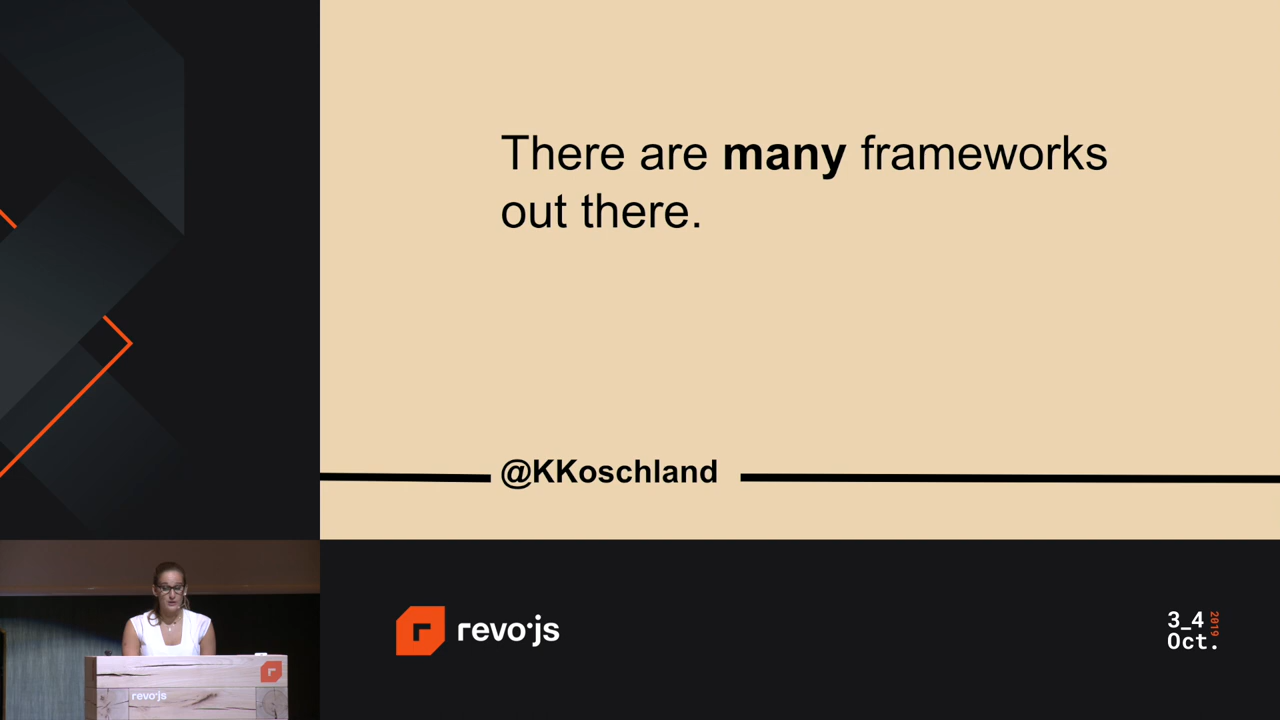 There are many frameworks
out there.
@KKoschland
revo·js
3_4
Oct.
2019
revo·js